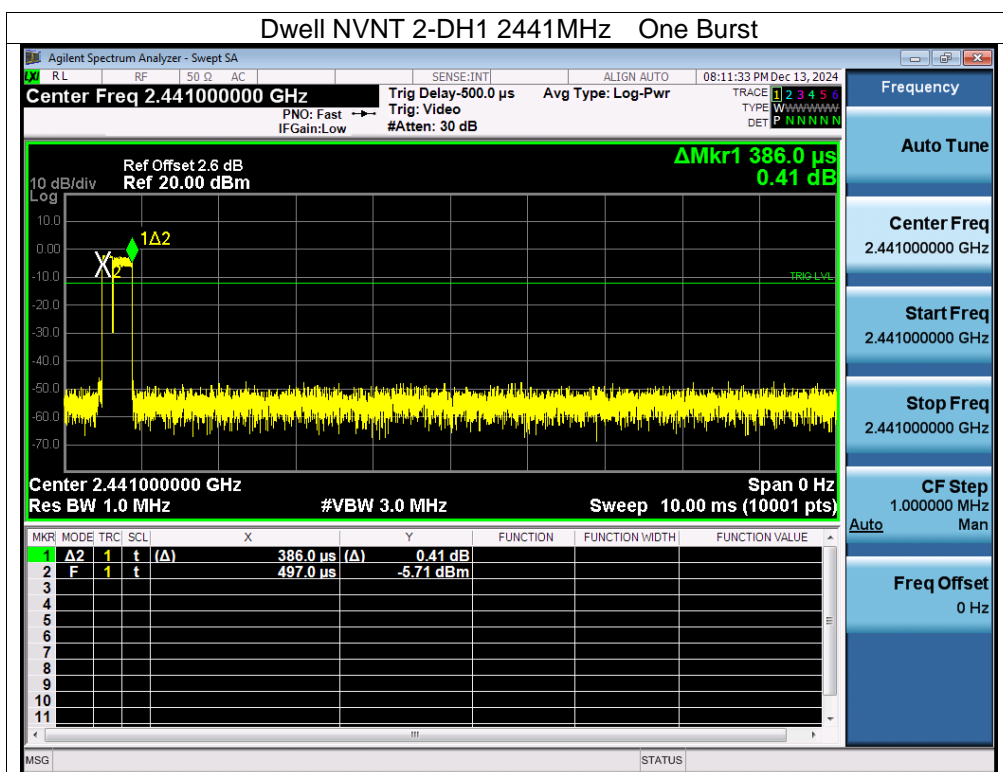 Dwell NVNT 2-DH1 2441MHz One Burst
Agilent Spectrum Analyzer - Swept SA
LXI RL RF 50 Ω AC SENSE:INT ALIGN AUTO 08:11:33 PM Dec 13, 2024
Center Freq 2.441000000 GHz Trig Delay-500.0 µs Avg Type: Log-Pwr TRACE 1 2 3 4 5 6
PNO: Fast Trig: Video TYPE WWWWWW
IFGain:Low #Atten: 30 dB DET P N N N N N
ΔMkr1 386.0 µs
0.41 dB
Ref Offset 2.6 dB
10 dB/div Ref 20.00 dBm
Log
10.0
0.00
-10.0
-20.0
-30.0
-40.0
-50.0
-60.0
-70.0
1Δ2
X2
TRIG LVL
Center 2.441000000 GHz Span 0 Hz
Res BW 1.0 MHz #VBW 3.0 MHz Sweep 10.00 ms (10001 pts)
MKR MODE TRC SCL X Y FUNCTION FUNCTION WIDTH FUNCTION VALUE
1 Δ2 1 t (Δ) 386.0 µs (Δ) 0.41 dB
2 F 1 t 497.0 µs -5.71 dBm
3
4
5
6
7
8
9
10
11
MSG STATUS
Frequency
Auto Tune
Center Freq
2.441000000 GHz
Start Freq
2.441000000 GHz
Stop Freq
2.441000000 GHz
CF Step
1.000000 MHz
Auto Man
Freq Offset
0 Hz